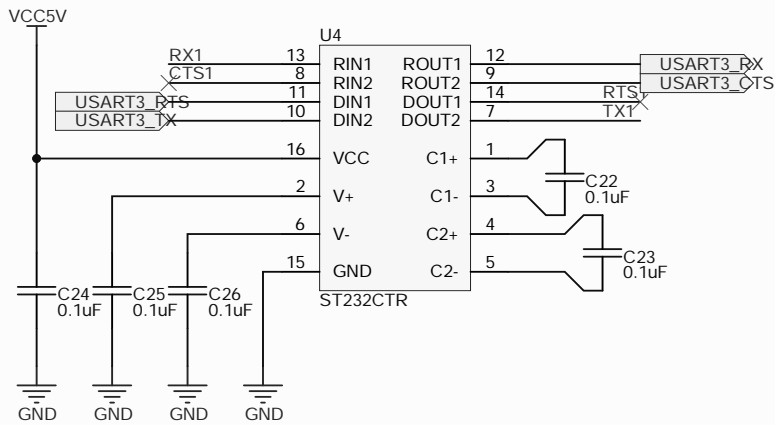 VCC5V
U4
RX1 13 RIN1 ROUT1 12 USART3_RX
CTS1 8 RIN2 ROUT2 9 USART3_CTS
USART3_RTS 11 DIN1 DOUT1 14 RTS1
USART3_TX 10 DIN2 DOUT2 7 TX1
16 VCC C1+ 1
C22
0.1uF
2 V+ C1- 3
6 V- C2+ 4
C23
0.1uF
15 GND C2- 5
C24 C25 C26
0.1uF 0.1uF 0.1uF
ST232CTR
GND GND GND GND